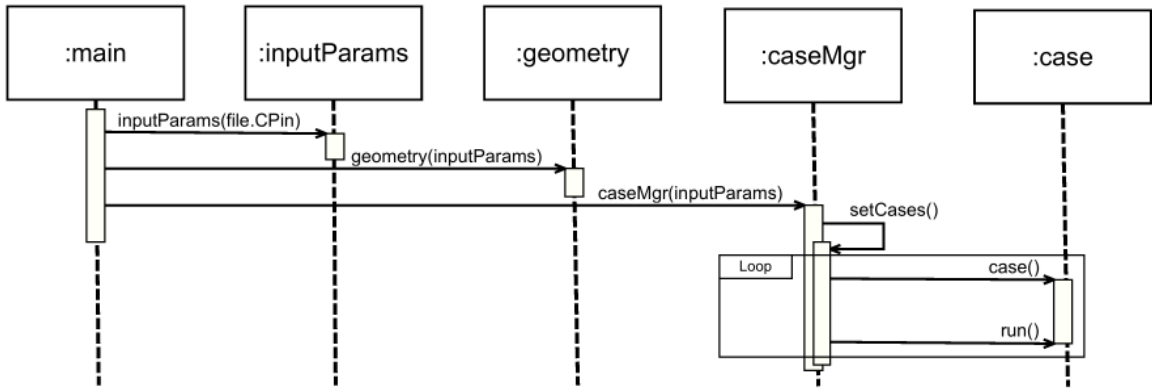 :main
:inputParams
:geometry
:caseMgr
:case
inputParams(file.CPin)
geometry(inputParams)
caseMgr(inputParams)
setCases()
Loop
case()
run()